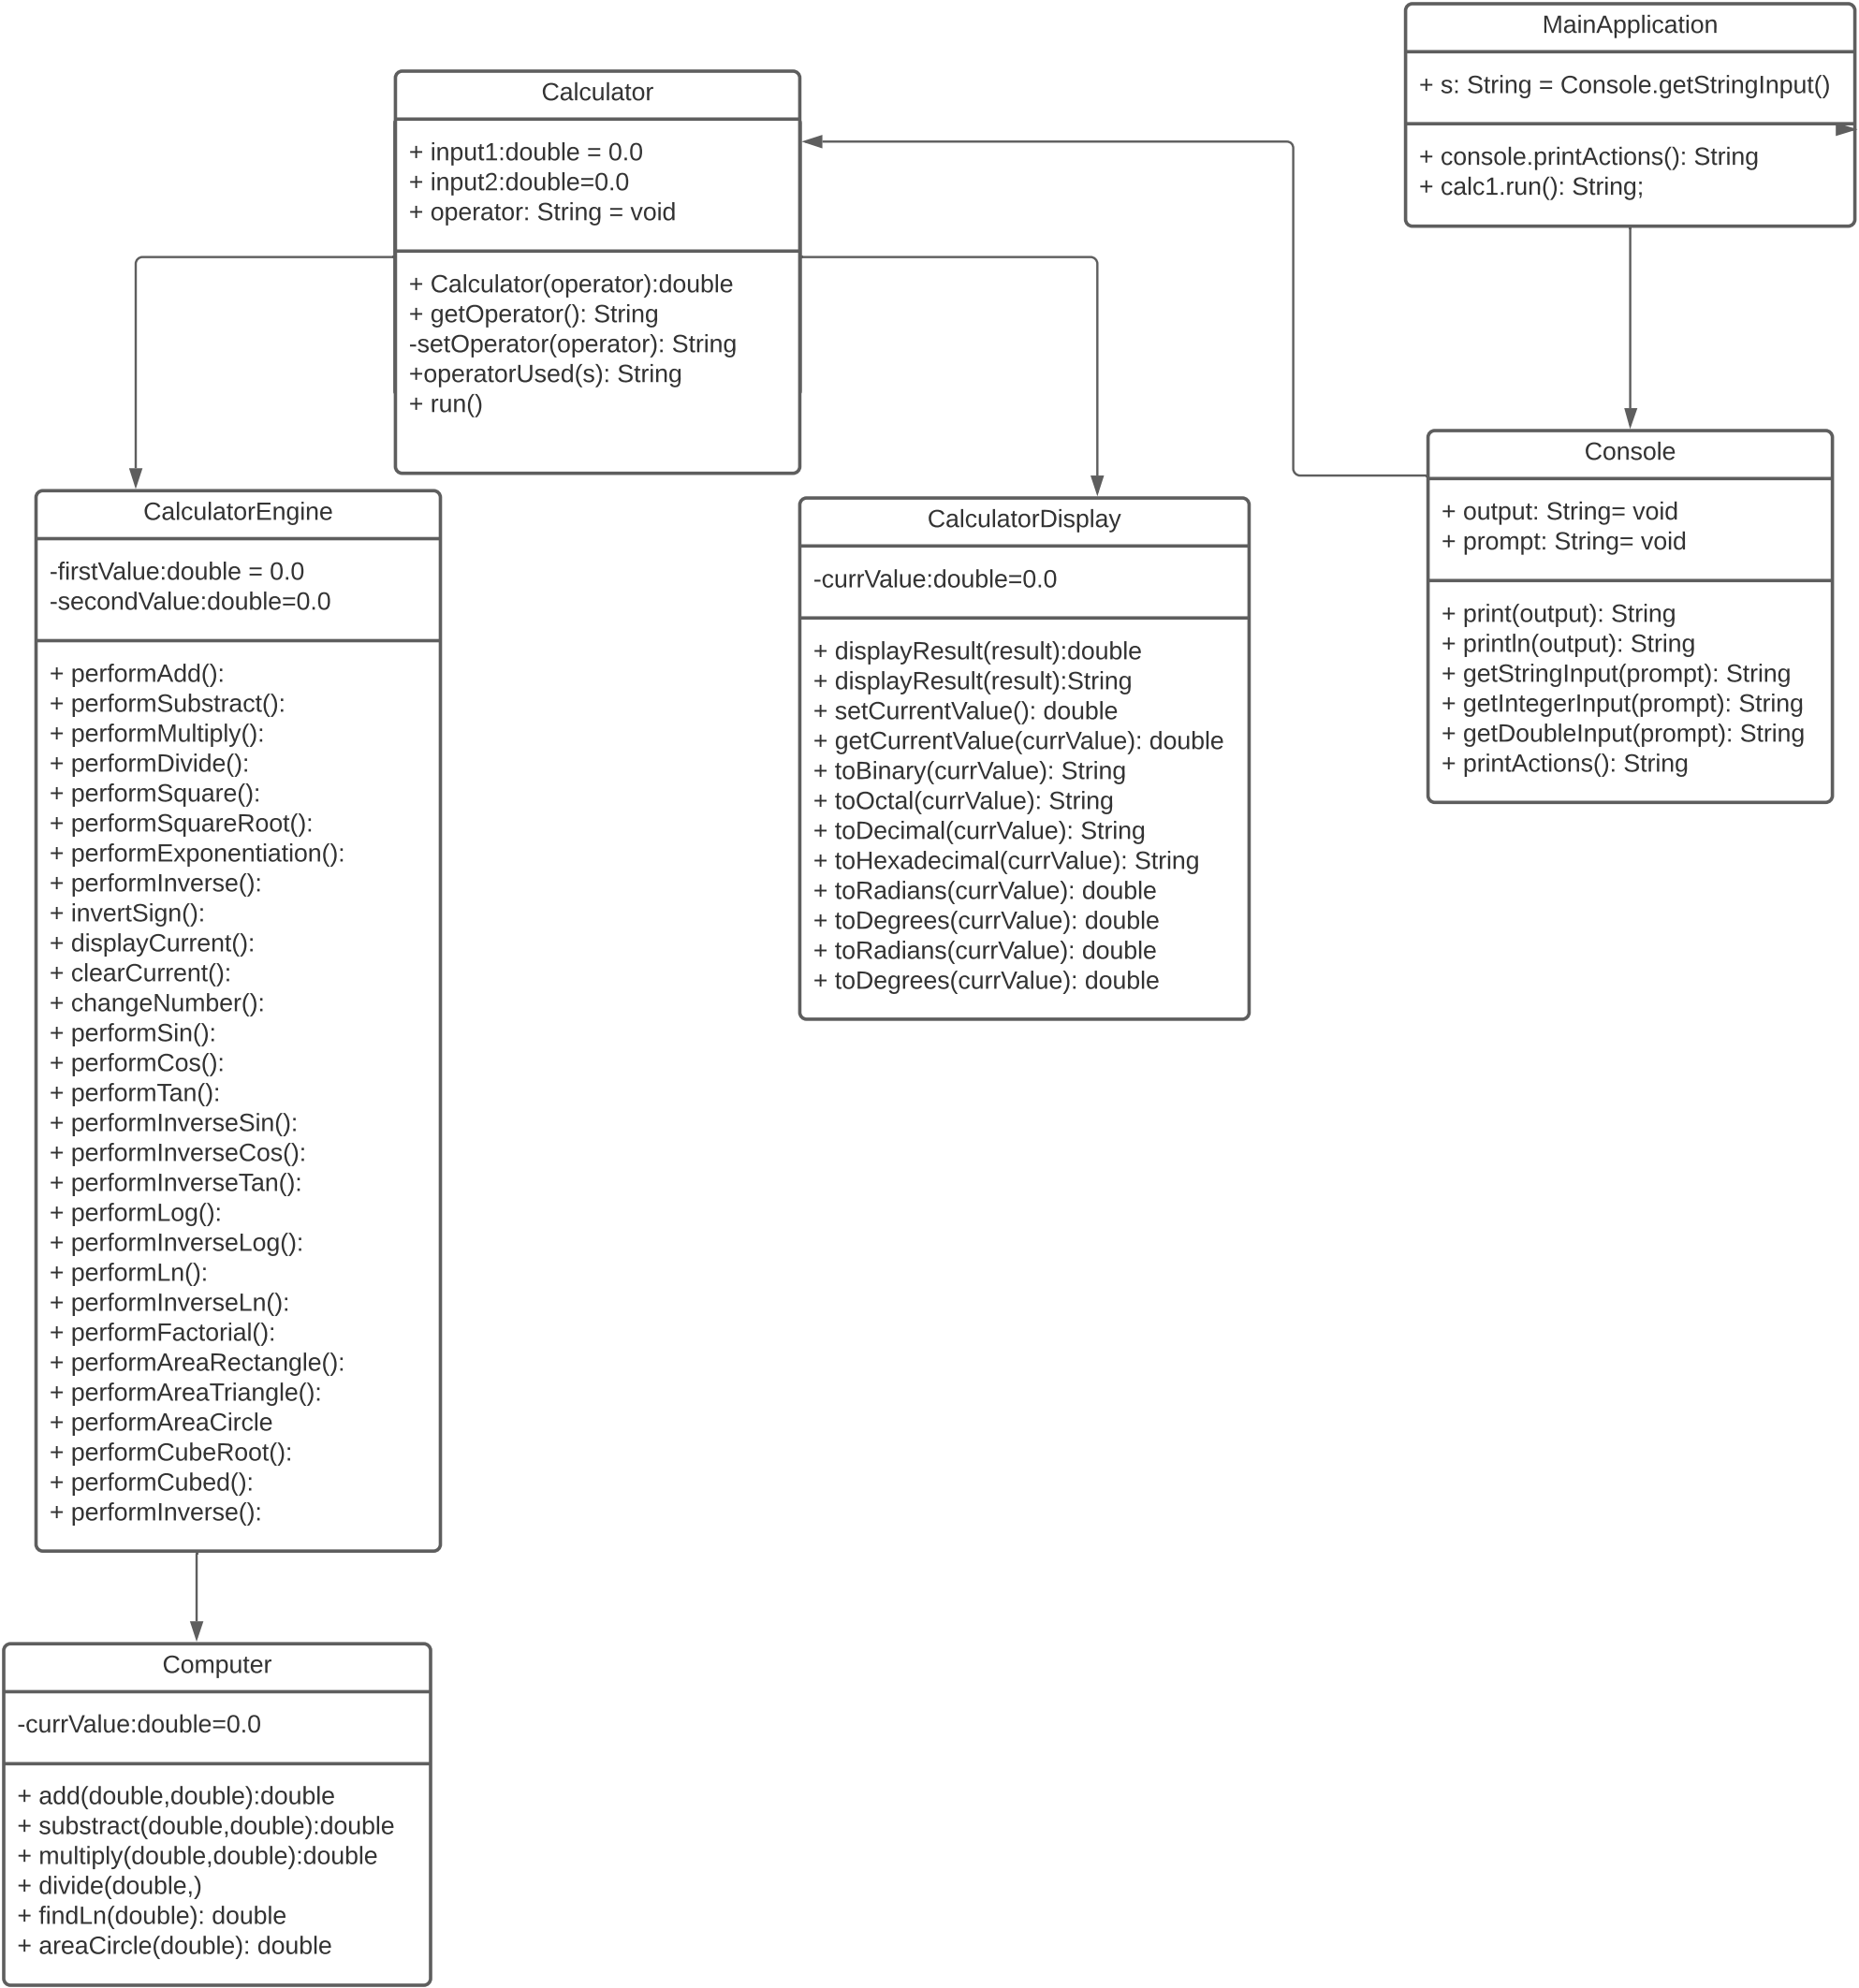 MainApplication
+ s: String = Console.getStringInput()
+ console.printActions(): String
+ calc1.run(): String;
Calculator
+ input1:double = 0.0
+ input2:double=0.0
+ operator: String = void
+ Calculator(operator):double
+ getOperator(): String
-setOperator(operator): String
+operatorUsed(s): String
+ run()
CalculatorEngine
-firstValue:double = 0.0
-secondValue:double=0.0
+ performAdd():
+ performSubstract():
+ performMultiply():
+ performDivide():
+ performSquare():
+ performSquareRoot():
+ performExponentiation():
+ performInverse():
+ invertSign():
+ displayCurrent():
+ clearCurrent():
+ changeNumber():
+ performSin():
+ performCos():
+ performTan():
+ performInverseSin():
+ performInverseCos():
+ performInverseTan():
+ performLog():
+ performInverseLog():
+ performLn():
+ performInverseLn():
+ performFactorial():
+ performAreaRectangle():
+ performAreaTriangle():
+ performAreaCircle
+ performCubeRoot():
+ performCubed():
+ performInverse():
CalculatorDisplay
-currValue:double=0.0
+ displayResult(result):double
+ displayResult(result):String
+ setCurrentValue(): double
+ getCurrentValue(currValue): double
+ toBinary(currValue): String
+ toOctal(currValue): String
+ toDecimal(currValue): String
+ toHexadecimal(currValue): String
+ toRadians(currValue): double
+ toDegrees(currValue): double
+ toRadians(currValue): double
+ toDegrees(currValue): double
Console
+ output: String= void
+ prompt: String= void
+ print(output): String
+ println(output): String
+ getStringInput(prompt): String
+ getIntegerInput(prompt): String
+ getDoubleInput(prompt): String
+ printActions(): String
Computer
-currValue:double=0.0
+ add(double,double):double
+ substract(double,double):double
+ multiply(double,double):double
+ divide(double,)
+ findLn(double): double
+ areaCircle(double): double